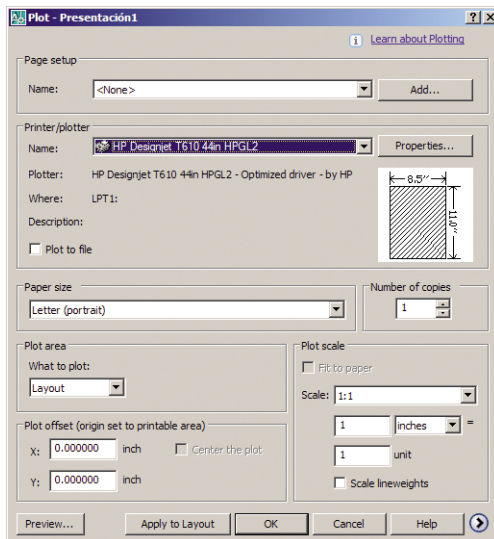 Plot - Presentación1
Learn about Plotting
Page setup
Name: <None> Add...
Printer/plotter
Name: HP Designjet T610 44in HPGL2 Properties...
Plotter: HP Designjet T610 44in HPGL2 - Optimized driver - by HP
Where: LPT1:
Description:
Plot to file
8.5''
11.0''
Paper size
Letter (portrait)
Number of copies
1
Plot area
What to plot:
Layout
Plot offset (origin set to printable area)
X: 0.000000 inch Center the plot
Y: 0.000000 inch
Plot scale
Fit to paper
Scale: 1:1
1 inches =
1 unit
Scale lineweights
Preview... Apply to Layout OK Cancel Help